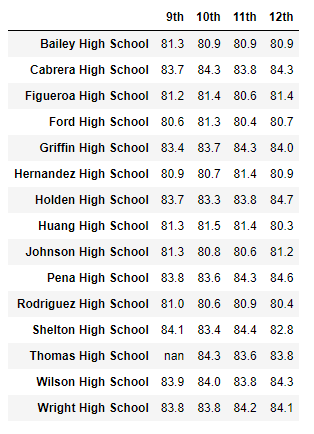 9th 10th 11th 12th
Bailey High School 81.3 80.9 80.9 80.9
Cabrera High School 83.7 84.3 83.8 84.3
Figueroa High School 81.2 81.4 80.6 81.4
Ford High School 80.6 81.3 80.4 80.7
Griffin High School 83.4 83.7 84.3 84.0
Hernandez High School 80.9 80.7 81.4 80.9
Holden High School 83.7 83.3 83.8 84.7
Huang High School 81.3 81.5 81.4 80.3
Johnson High School 81.3 80.8 80.6 81.2
Pena High School 83.8 83.6 84.3 84.6
Rodriguez High School 81.0 80.6 80.9 80.4
Shelton High School 84.1 83.4 84.4 82.8
Thomas High School nan 84.3 83.6 83.8
Wilson High School 83.9 84.0 83.8 84.3
Wright High School 83.8 83.8 84.2 84.1